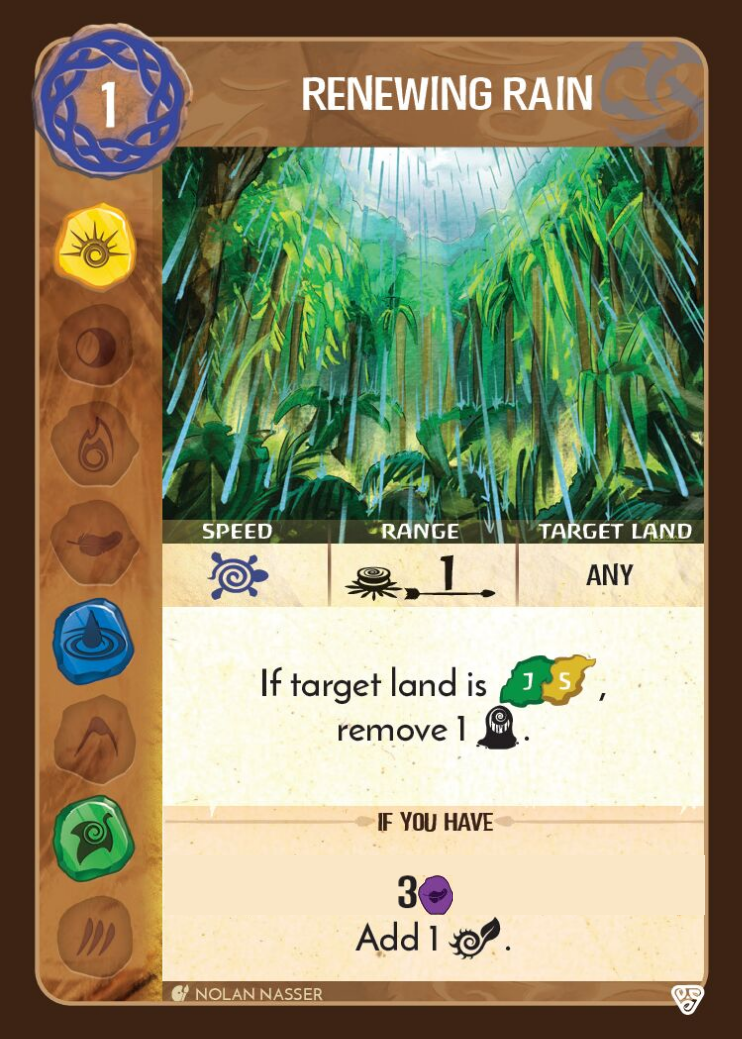 1
RENEWING RAIN
SPEED RANGE TARGET LAND
1 ANY
If target land is J S ,
remove 1 .
IF YOU HAVE
3
Add 1 .
NOLAN NASSER